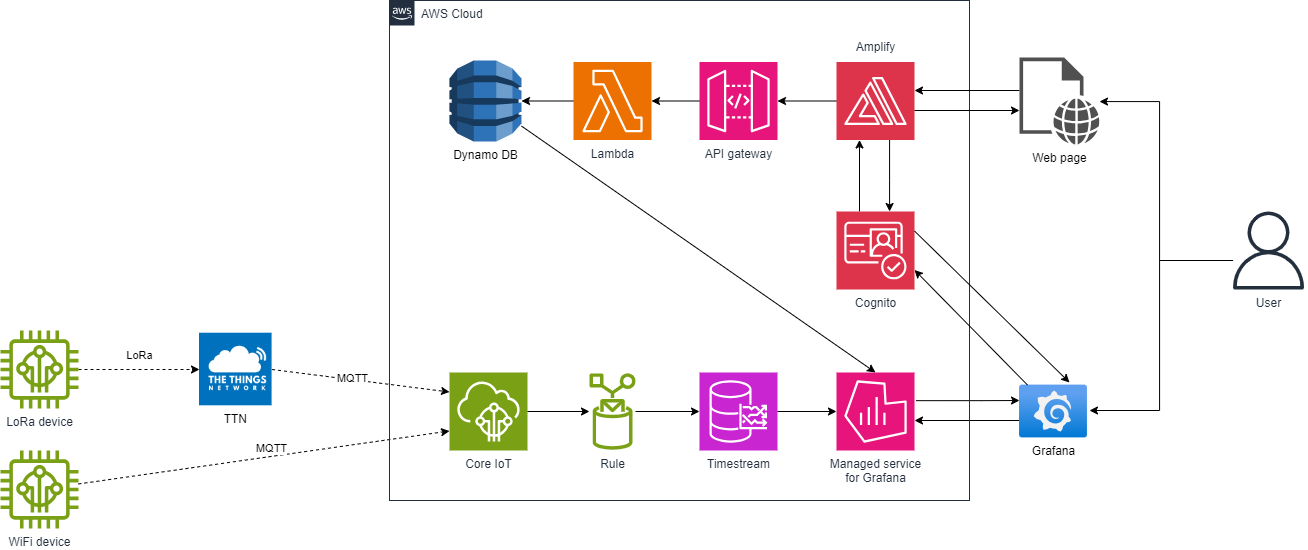 aws
AWS Cloud
Amplify
Dynamo DB
Lambda
</>
API gateway
Web page
Cognito
User
LoRa
THE THINGS
NETWORK
MQTT
LoRa device
TTN
MQTT
Core IoT
Rule
Timestream
Managed service
for Grafana
Grafana
WiFi device